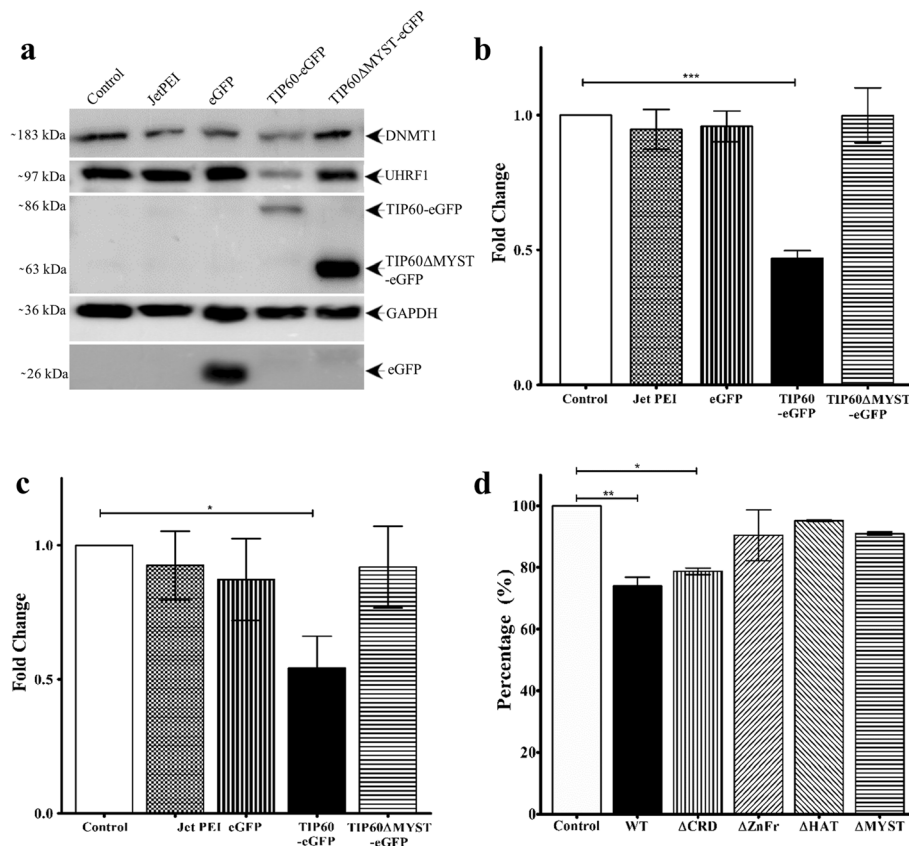 a
Control
JetPEI
eGFP
TIP60-eGFP
TIP60ΔMYST-eGFP
~183 kDa
DNMT1
~97 kDa
UHRF1
~86 kDa
TIP60-eGFP
~63 kDa
TIP60ΔMYST
-eGFP
~36 kDa
GAPDH
~26 kDa
eGFP
b
***
Fold Change
1.0
0.5
0.0
Control
Jet PEI
eGFP
TIP60
-eGFP
TIP60ΔMYST
-eGFP
c
*
Fold Change
1.0
0.5
0.0
Control
Jet PEI
eGFP
TIP60
-eGFP
TIP60ΔMYST
-eGFP
d
*
**
Percentage (%)
100
80
60
40
20
0
Control
WT
ΔCRD
ΔZnFr
ΔHAT
ΔMYST